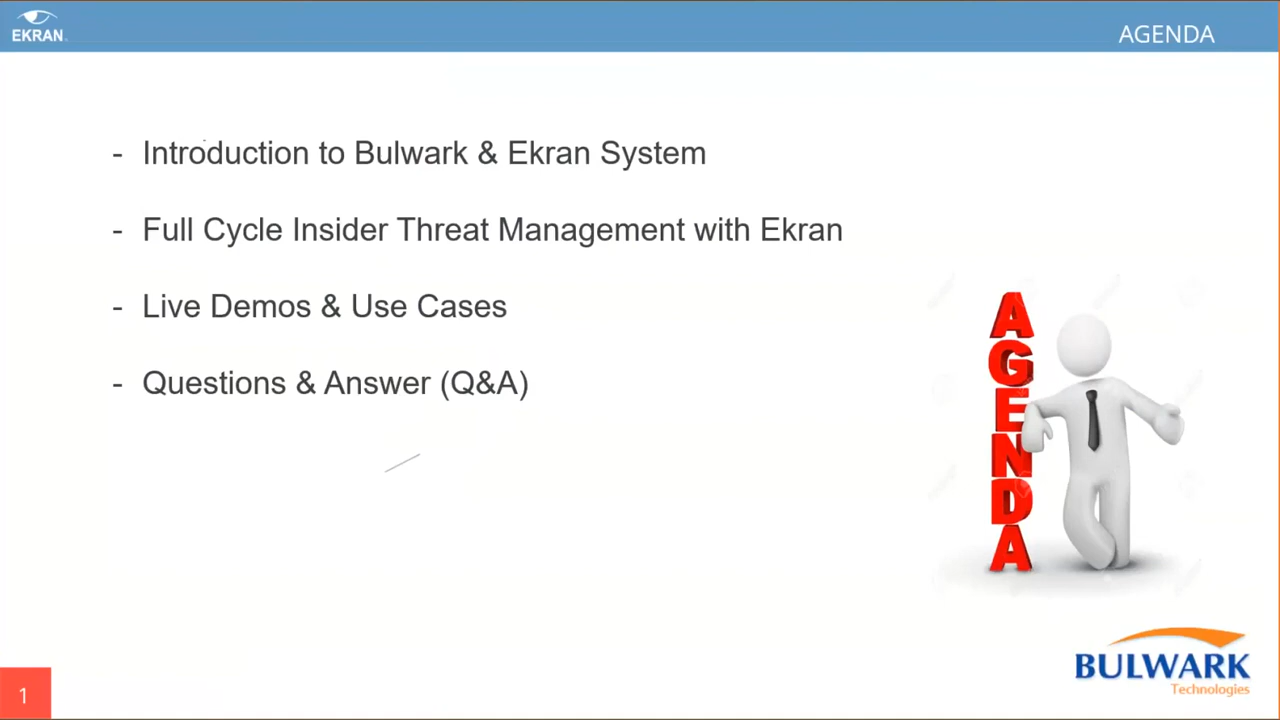 EKRAN
AGENDA
- Introduction to Bulwark & Ekran System
- Full Cycle Insider Threat Management with Ekran
- Live Demos & Use Cases
- Questions & Answer (Q&A)
AGENDA
BULWARK
Technologies
1